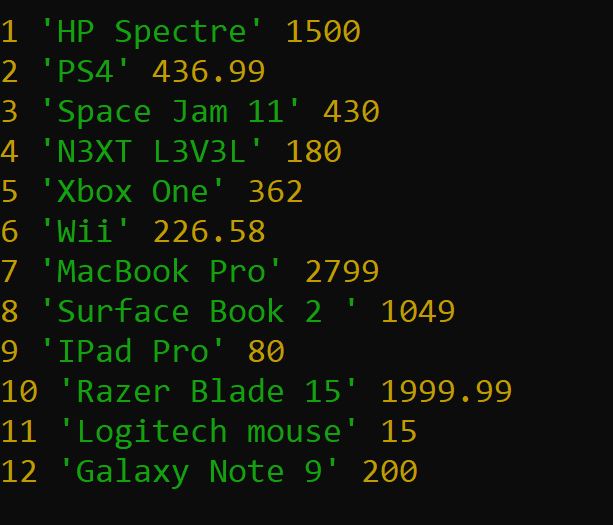 1 'HP Spectre' 1500
2 'PS4' 436.99
3 'Space Jam 11' 430
4 'N3XT L3V3L' 180
5 'Xbox One' 362
6 'Wii' 226.58
7 'MacBook Pro' 2799
8 'Surface Book 2 ' 1049
9 'IPad Pro' 80
10 'Razer Blade 15' 1999.99
11 'Logitech mouse' 15
12 'Galaxy Note 9' 200